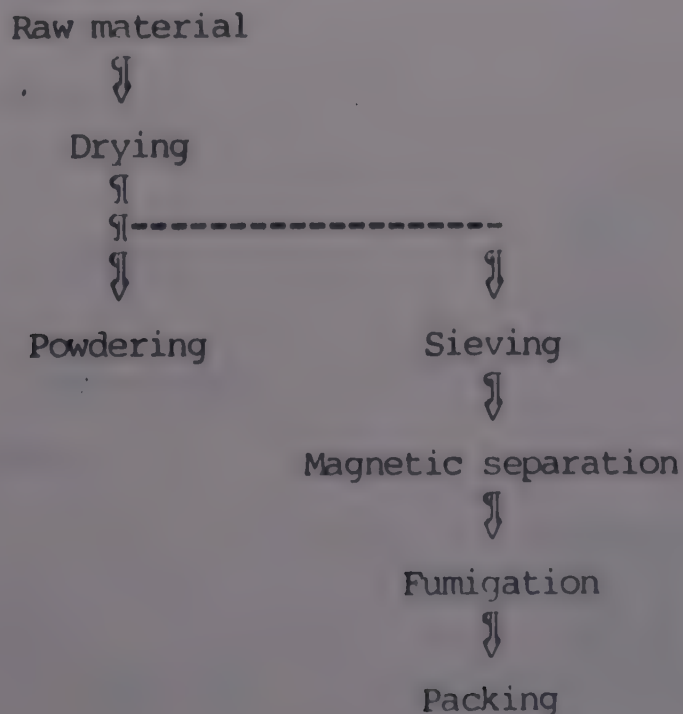 Raw material
Drying
Powdering Sieving
Magnetic separation
Fumigation
Packing